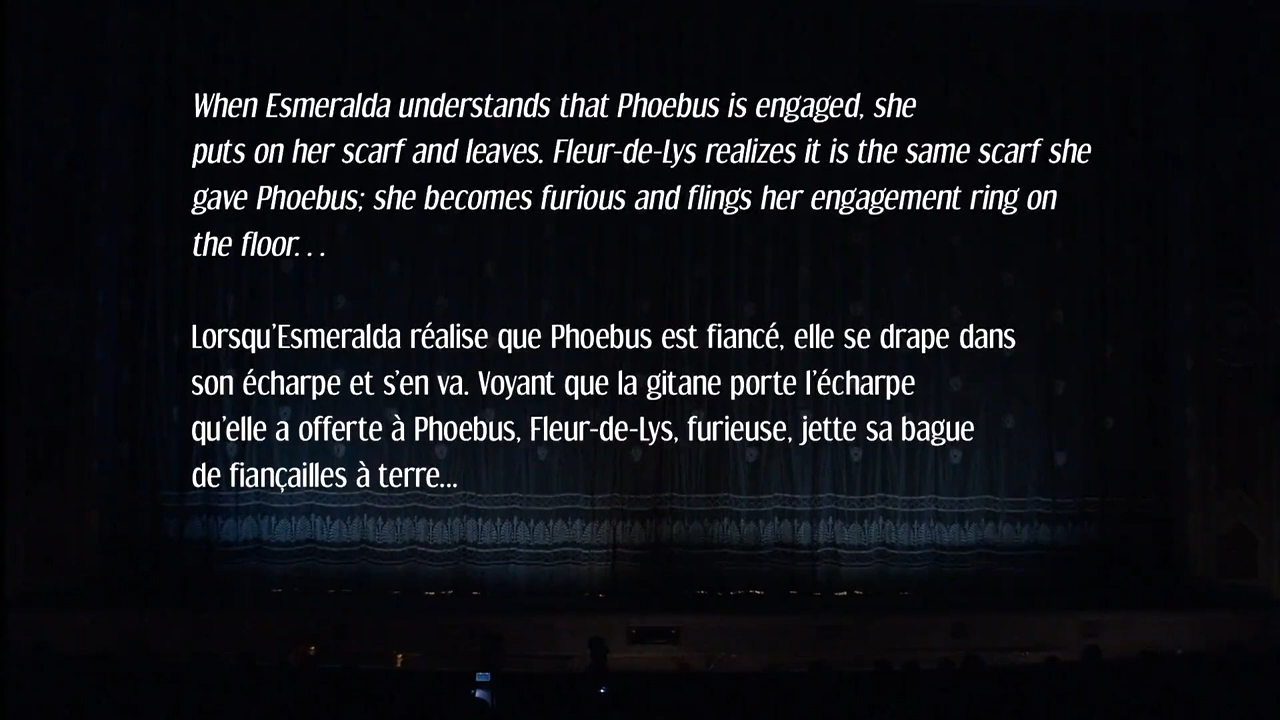 When Esmeralda understands that Phoebus is engaged, she
puts on her scarf and leaves. Fleur-de-Lys realizes it is the same scarf she
gave Phoebus; she becomes furious and flings her engagement ring on
the floor. . .
Lorsqu'Esmeralda réalise que Phoebus est fiancé, elle se drape dans
son écharpe et s'en va. Voyant que la gitane porte l'écharpe
qu'elle a offerte à Phoebus, Fleur-de-Lys, furieuse, jette sa bague
de fiançailles à terre...